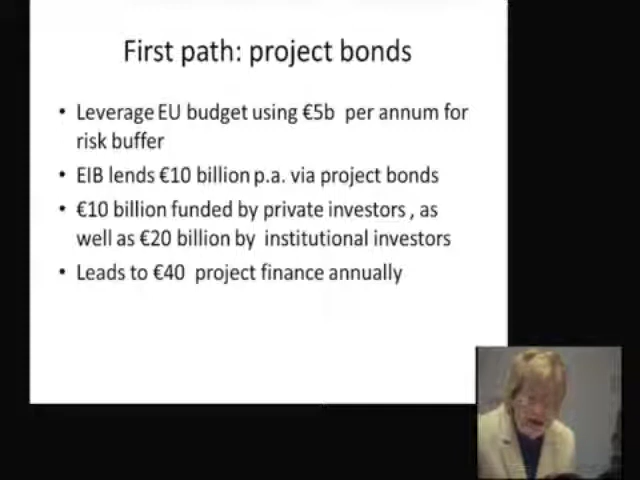 First path: project bonds
• Leverage EU budget using €5b per annum for
risk buffer
• EIB lends €10 billion p.a. via project bonds
• €10 billion funded by private investors , as
well as €20 billion by institutional investors
• Leads to €40 project finance annually